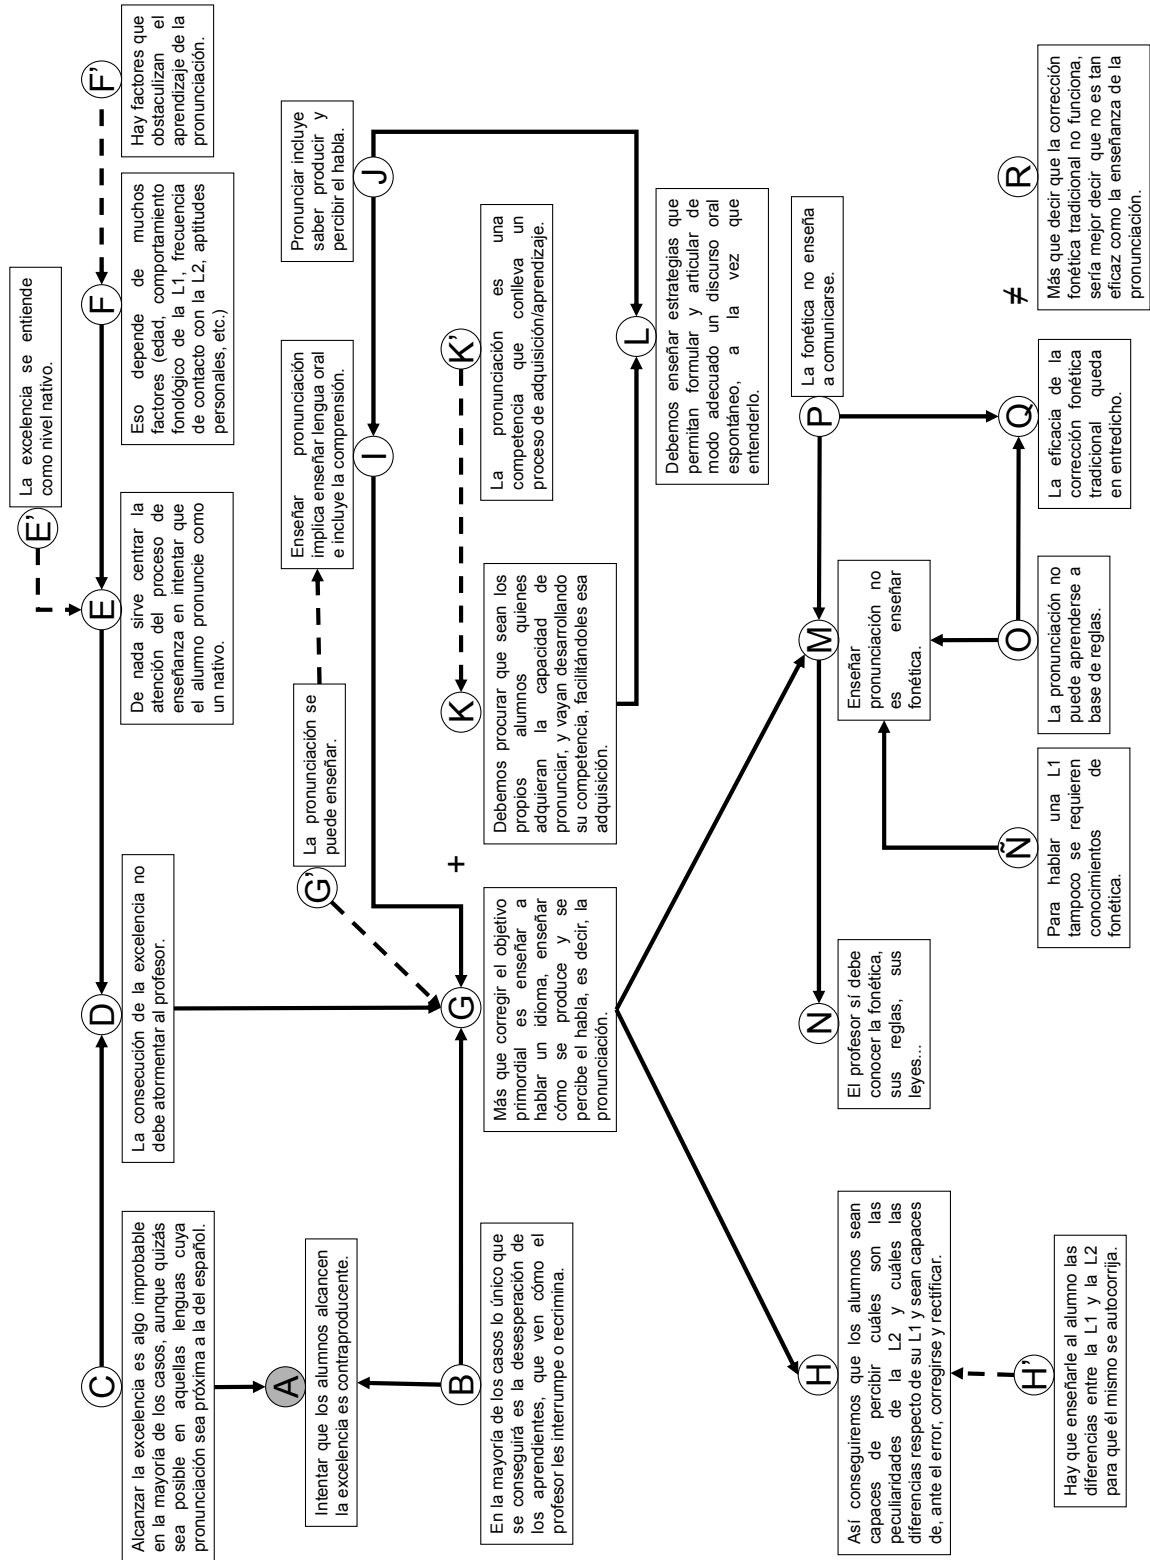 C
Alcanzar la excelencia es algo improbable
en la mayoría de los casos, aunque quizás
sea posible en aquellas lenguas cuya
pronunciación sea próxima a la del español.
D
La consecución de la excelencia no
debe atormentar al profesor.
E'
La excelencia se entiende
como nivel nativo.
E
De nada sirve centrar la
atención del proceso de
enseñanza en intentar que
el alumno pronuncie como
un nativo.
F
Eso depende de muchos
factores (edad, comportamiento
fonológico de la L1, frecuencia
de contacto con la L2, aptitudes
personales, etc.)
F'
Hay factores que
obstaculizan el
aprendizaje de la
pronunciación.
A
Intentar que los alumnos alcancen
la excelencia es contraproducente.
G'
La pronunciación se
puede enseñar.
Enseñar pronunciación
implica enseñar lengua oral
e incluye la comprensión.
I
Pronunciar incluye
saber producir y
percibir el habla.
J
B
En la mayoría de los casos lo único que
se conseguirá es la desesperación de
los aprendientes, que ven cómo el
profesor les interrumpe o recrimina.
G
Más que corregir el objetivo
primordial es enseñar a
hablar un idioma, enseñar
cómo se produce y se
percibe el habla, es decir, la
pronunciación.
+
K
Debemos procurar que sean los
propios alumnos quienes
adquieran la capacidad de
pronunciar, y vayan desarrollando
su competencia, facilitándoles esa
adquisición.
K'
La pronunciación es una
competencia que conlleva un
proceso de adquisición/aprendizaje.
L
Debemos enseñar estrategias que
permitan formular y articular de
modo adecuado un discurso oral
espontáneo, a la vez que
entenderlo.
H
Así conseguiremos que los alumnos sean
capaces de percibir cuáles son las
peculiaridades de la L2 y cuáles las
diferencias respecto de su L1 y sean capaces
de, ante el error, corregirse y rectificar.
N
El profesor sí debe
conocer la fonética,
sus reglas, sus
leyes…
M
Enseñar
pronunciación no
es enseñar
fonética.
P
La fonética no enseña
a comunicarse.
H'
Hay que enseñarle al alumno las
diferencias entre la L1 y la L2
para que él mismo se autocorrija.
Ñ
Para hablar una L1
tampoco se requieren
conocimientos de
fonética.
O
La pronunciación no
puede aprenderse a
base de reglas.
Q
La eficacia de la
corrección fonética
tradicional queda
en entredicho.
≠
R
Más que decir que la corrección
fonética tradicional no funciona,
sería mejor decir que no es tan
eficaz como la enseñanza de la
pronunciación.